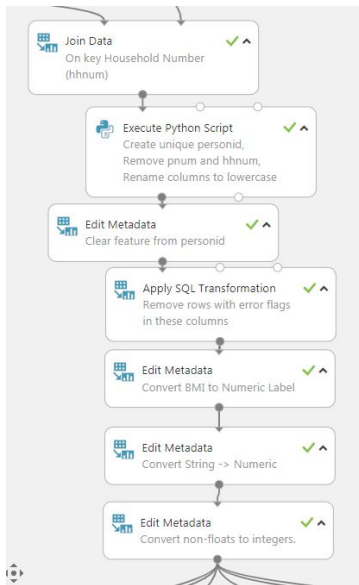 Join Data
On key Household Number
(hhnum)
Execute Python Script
Create unique personid,
Remove pnum and hhnum,
Rename columns to lowercase
Edit Metadata
Clear feature from personid
Apply SQL Transformation
Remove rows with error flags
in these columns
Edit Metadata
Convert BMI to Numeric Label
Edit Metadata
Convert String -> Numeric
Edit Metadata
Convert non-floats to integers.